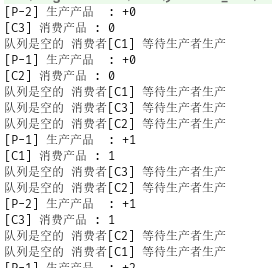 [P-2] 生产产品  : +0
[C3] 消费产品 : 0
队列是空的 消费者[C1] 等待生产者生产
[P-1] 生产产品  : +0
[C2] 消费产品 : 0
队列是空的 消费者[C1] 等待生产者生产
队列是空的 消费者[C3] 等待生产者生产
队列是空的 消费者[C2] 等待生产者生产
[P-1] 生产产品  : +1
[C1] 消费产品 : 1
队列是空的 消费者[C3] 等待生产者生产
队列是空的 消费者[C2] 等待生产者生产
[P-2] 生产产品  : +1
[C3] 消费产品 : 1
队列是空的 消费者[C2] 等待生产者生产
队列是空的 消费者[C1] 等待生产者生产
[P-1] 生产产品  : +2